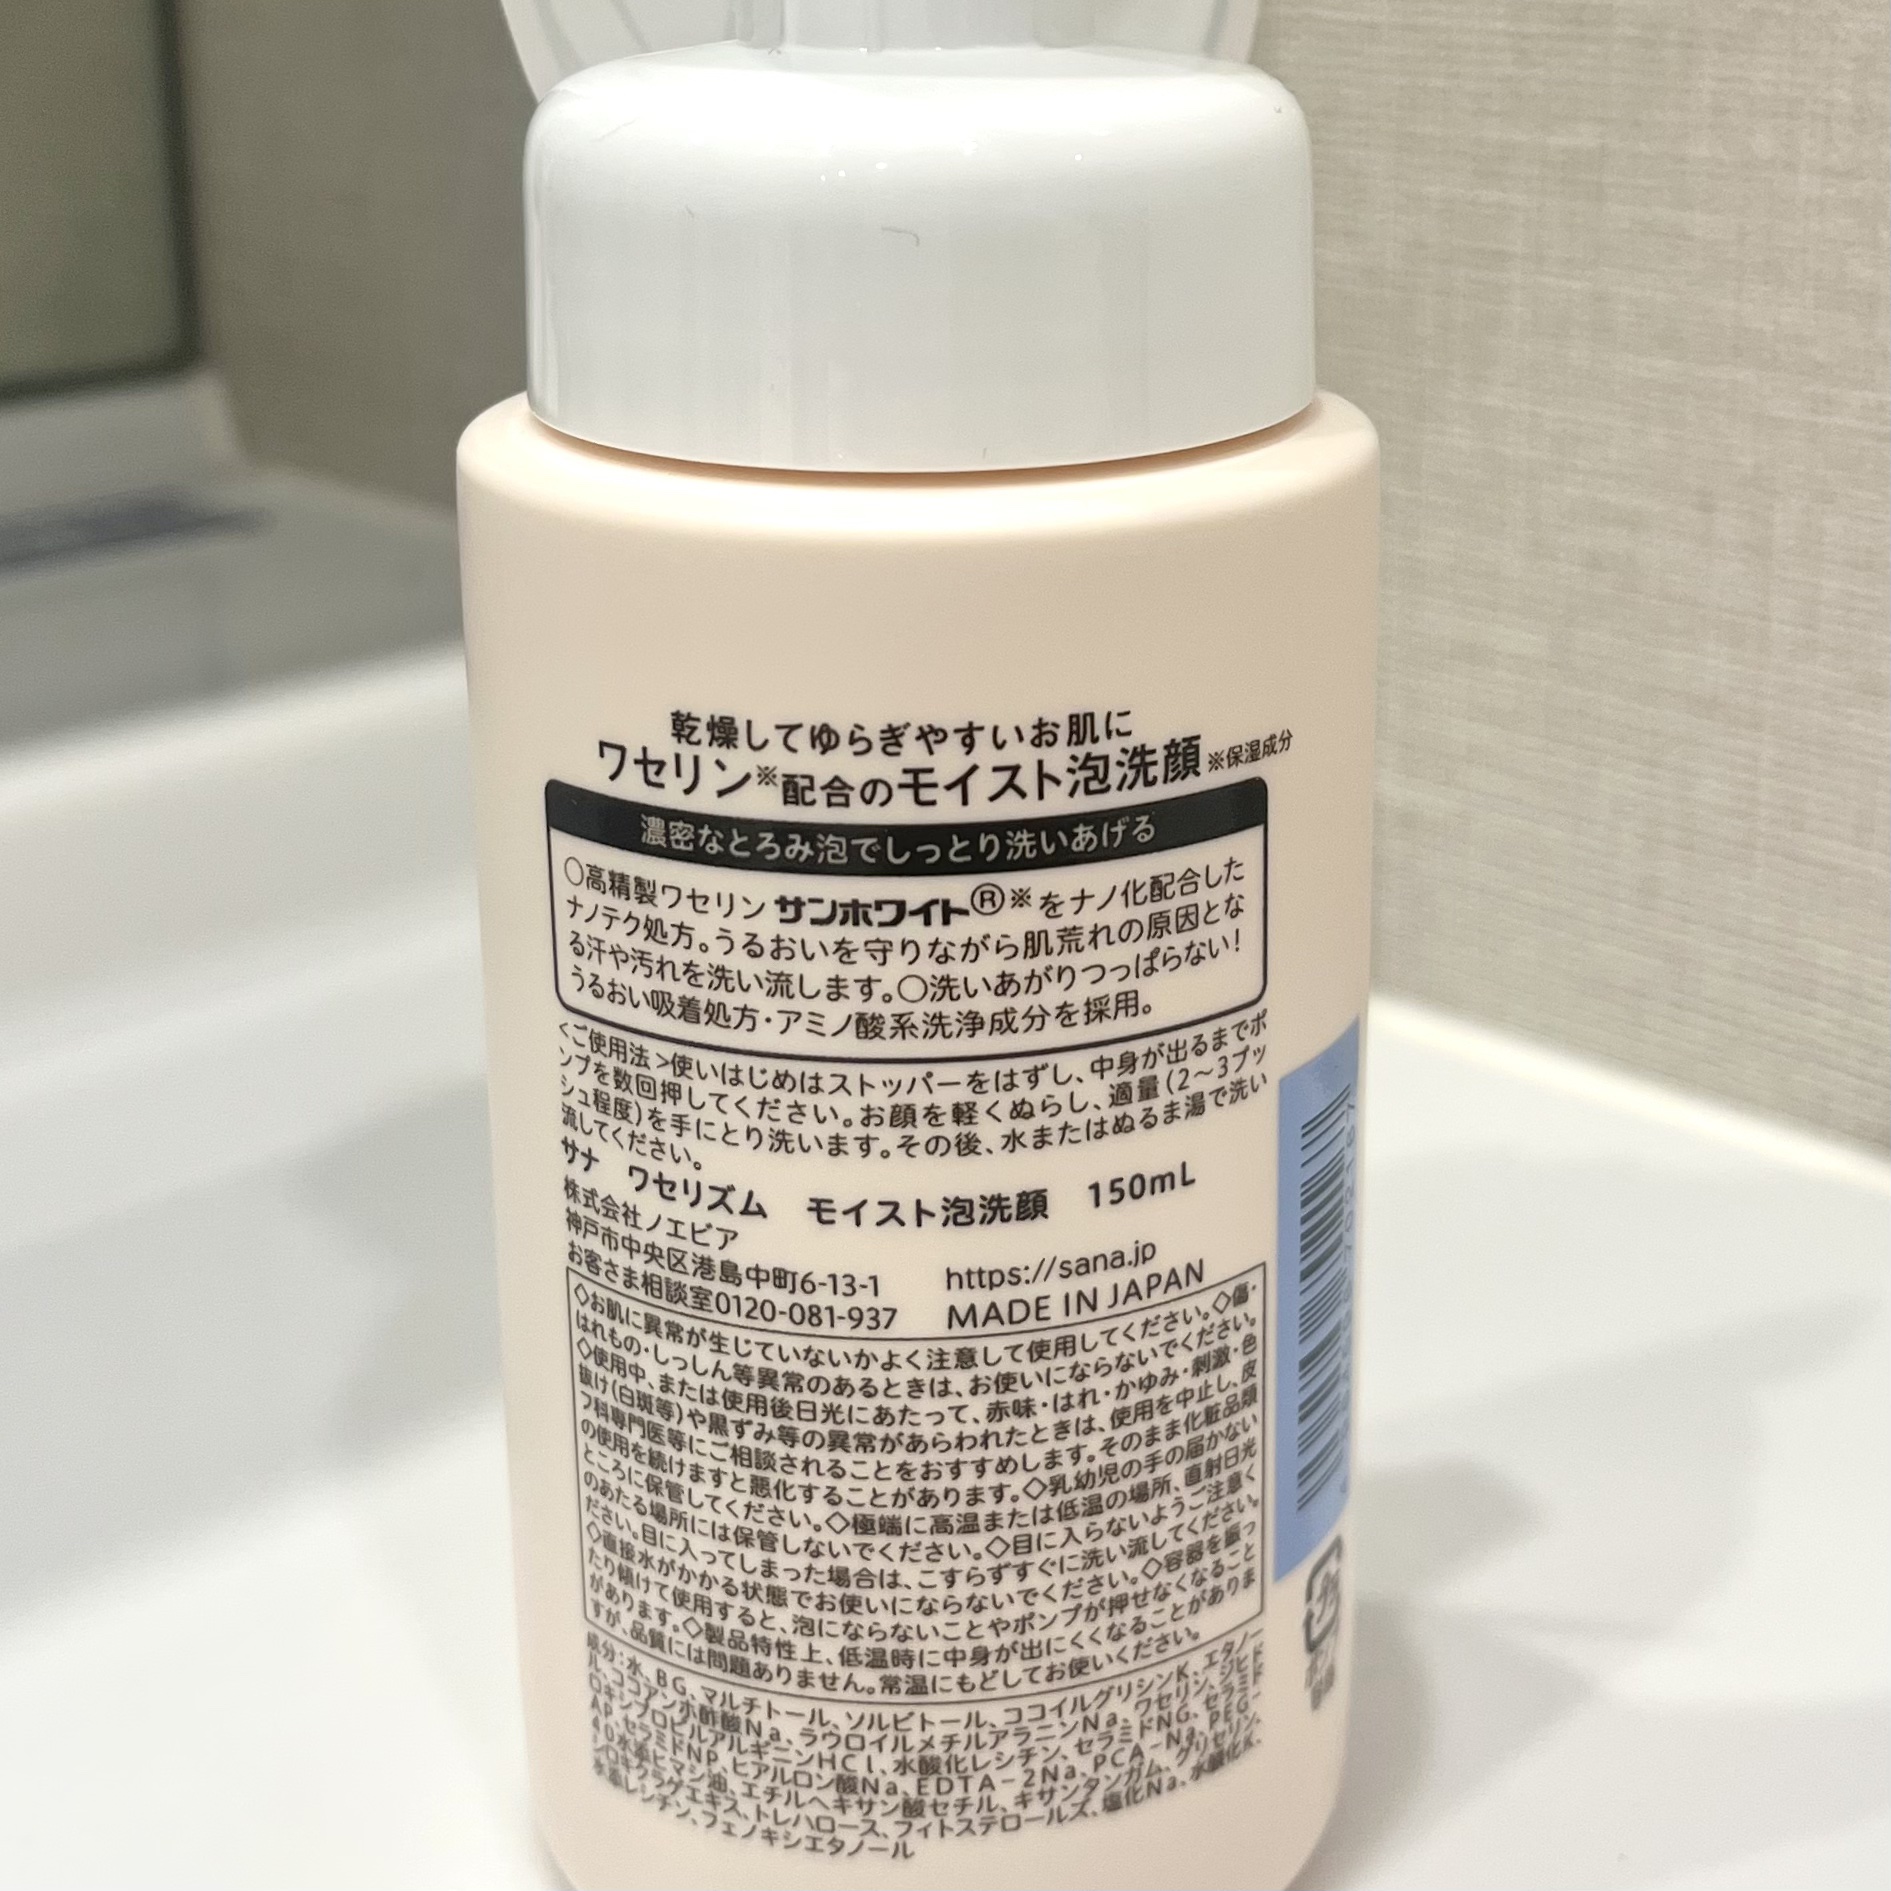 乾燥してゆらぎやすいお肌に
ワセリン※配合のモイスト泡洗顔※保湿成分
濃密なとろみ泡でしっとり洗いあげる
○高精製ワセリン サンホワイト®※をナノ化配合した
ナノテク処方。うるおいを守りながら肌荒れの原因とな
る汗や汚れを洗い流します。○洗いあがりつっぱらない!
うるおい吸着処方・アミノ酸系洗浄成分を採用。
<ご使用法>使いはじめはストッパーをはずし、中身が出るまでポ
ンプを数回押してください。お顔を軽くぬらし、適量(2〜3プッ
シュ程度)を手にとり洗います。その後、水またはぬるま湯で洗い
流してください。
サナ ワセリズム モイスト泡洗顔 150mL
株式会社ノエビア
神戸市中央区港島中町6-13-1 https://sana.jp
お客さま相談室0120-081-937 MADE IN JAPAN
◇お肌に異常が生じていないかよく注意して使用してください。◇傷・
はれもの・しっしん等異常のあるときは、お使いにならないでください。
◇使用中、または使用後日光にあたって、赤味・はれ・かゆみ・刺激・色
抜け(白斑等)や黒ずみ等の異常があらわれたときは、使用を中止し、皮
フ科専門医等にご相談されることをおすすめします。そのまま化粧品類
の使用を続けますと悪化することがあります。◇乳幼児の手の届かない
ところに保管してください。◇極端に高温または低温の場所、直射日光
のあたる場所には保管しないでください。◇目に入らないようご注意く
ださい。目に入ってしまった場合は、こすらずすぐに洗い流してください。
◇直接水がかかる状態でお使いにならないでください。◇容器を振っ
たり傾けて使用すると、泡にならないことやポンプが押せなくなること
があります。◇製品特性上、低温時に中身が出にくくなることがありま
すが、品質には問題ありません。常温にもどしてお使いください。
成分:水、BG、マルチトール、ソルビトール、ココイルグリシンK、エタノー
ル、ココアンホ酢酸Na、ラウロイルメチルアラニンNa、ワセリン、ジヒド
ロキシプロピルアルギニンHCl、水酸化レシチン、セラミドNG、セラミド
AP、セラミドNP、ヒアルロン酸Na、EDTA-2Na、PCA-Na、PEG-
40水添ヒマシ油、エチルヘキサン酸セチル、キサンタンガム、グリセリン、
シロキクラゲエキス、トレハロース、フィトステロールズ、塩化Na、水酸化K、
水添レシチン、フェノキシエタノール